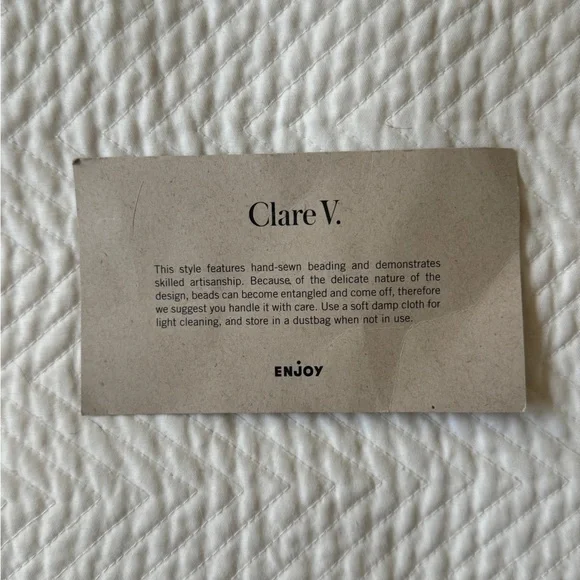 Clare V.
This style features hand-sewn beading and demonstrates
skilled artisanship. Because of the delicate nature of the
design, beads can become entangled and come off, therefore
we suggest you handle it with care. Use a soft damp cloth for
light cleaning, and store in a dustbag when not in use.
ENJOY